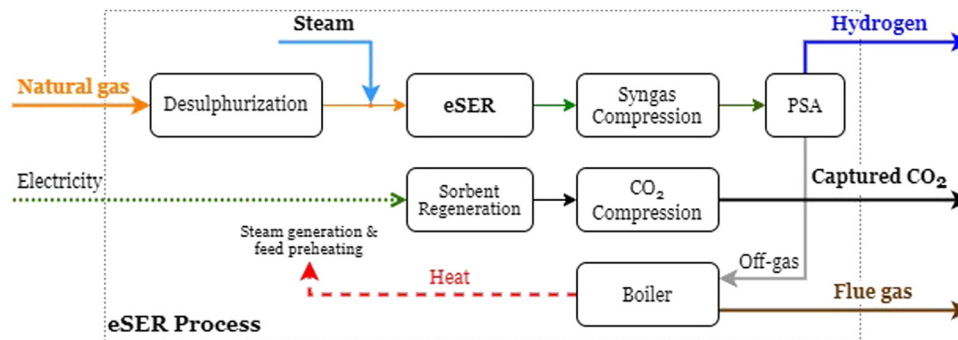 Steam
Hydrogen
Natural gas
Desulphurization
eSER
Syngas
Compression
PSA
Electricity
Sorbent
Regeneration
CO₂
Compression
Captured CO₂
Steam generation &
feed preheating
Heat
Boiler
Off-gas
Flue gas
eSER Process